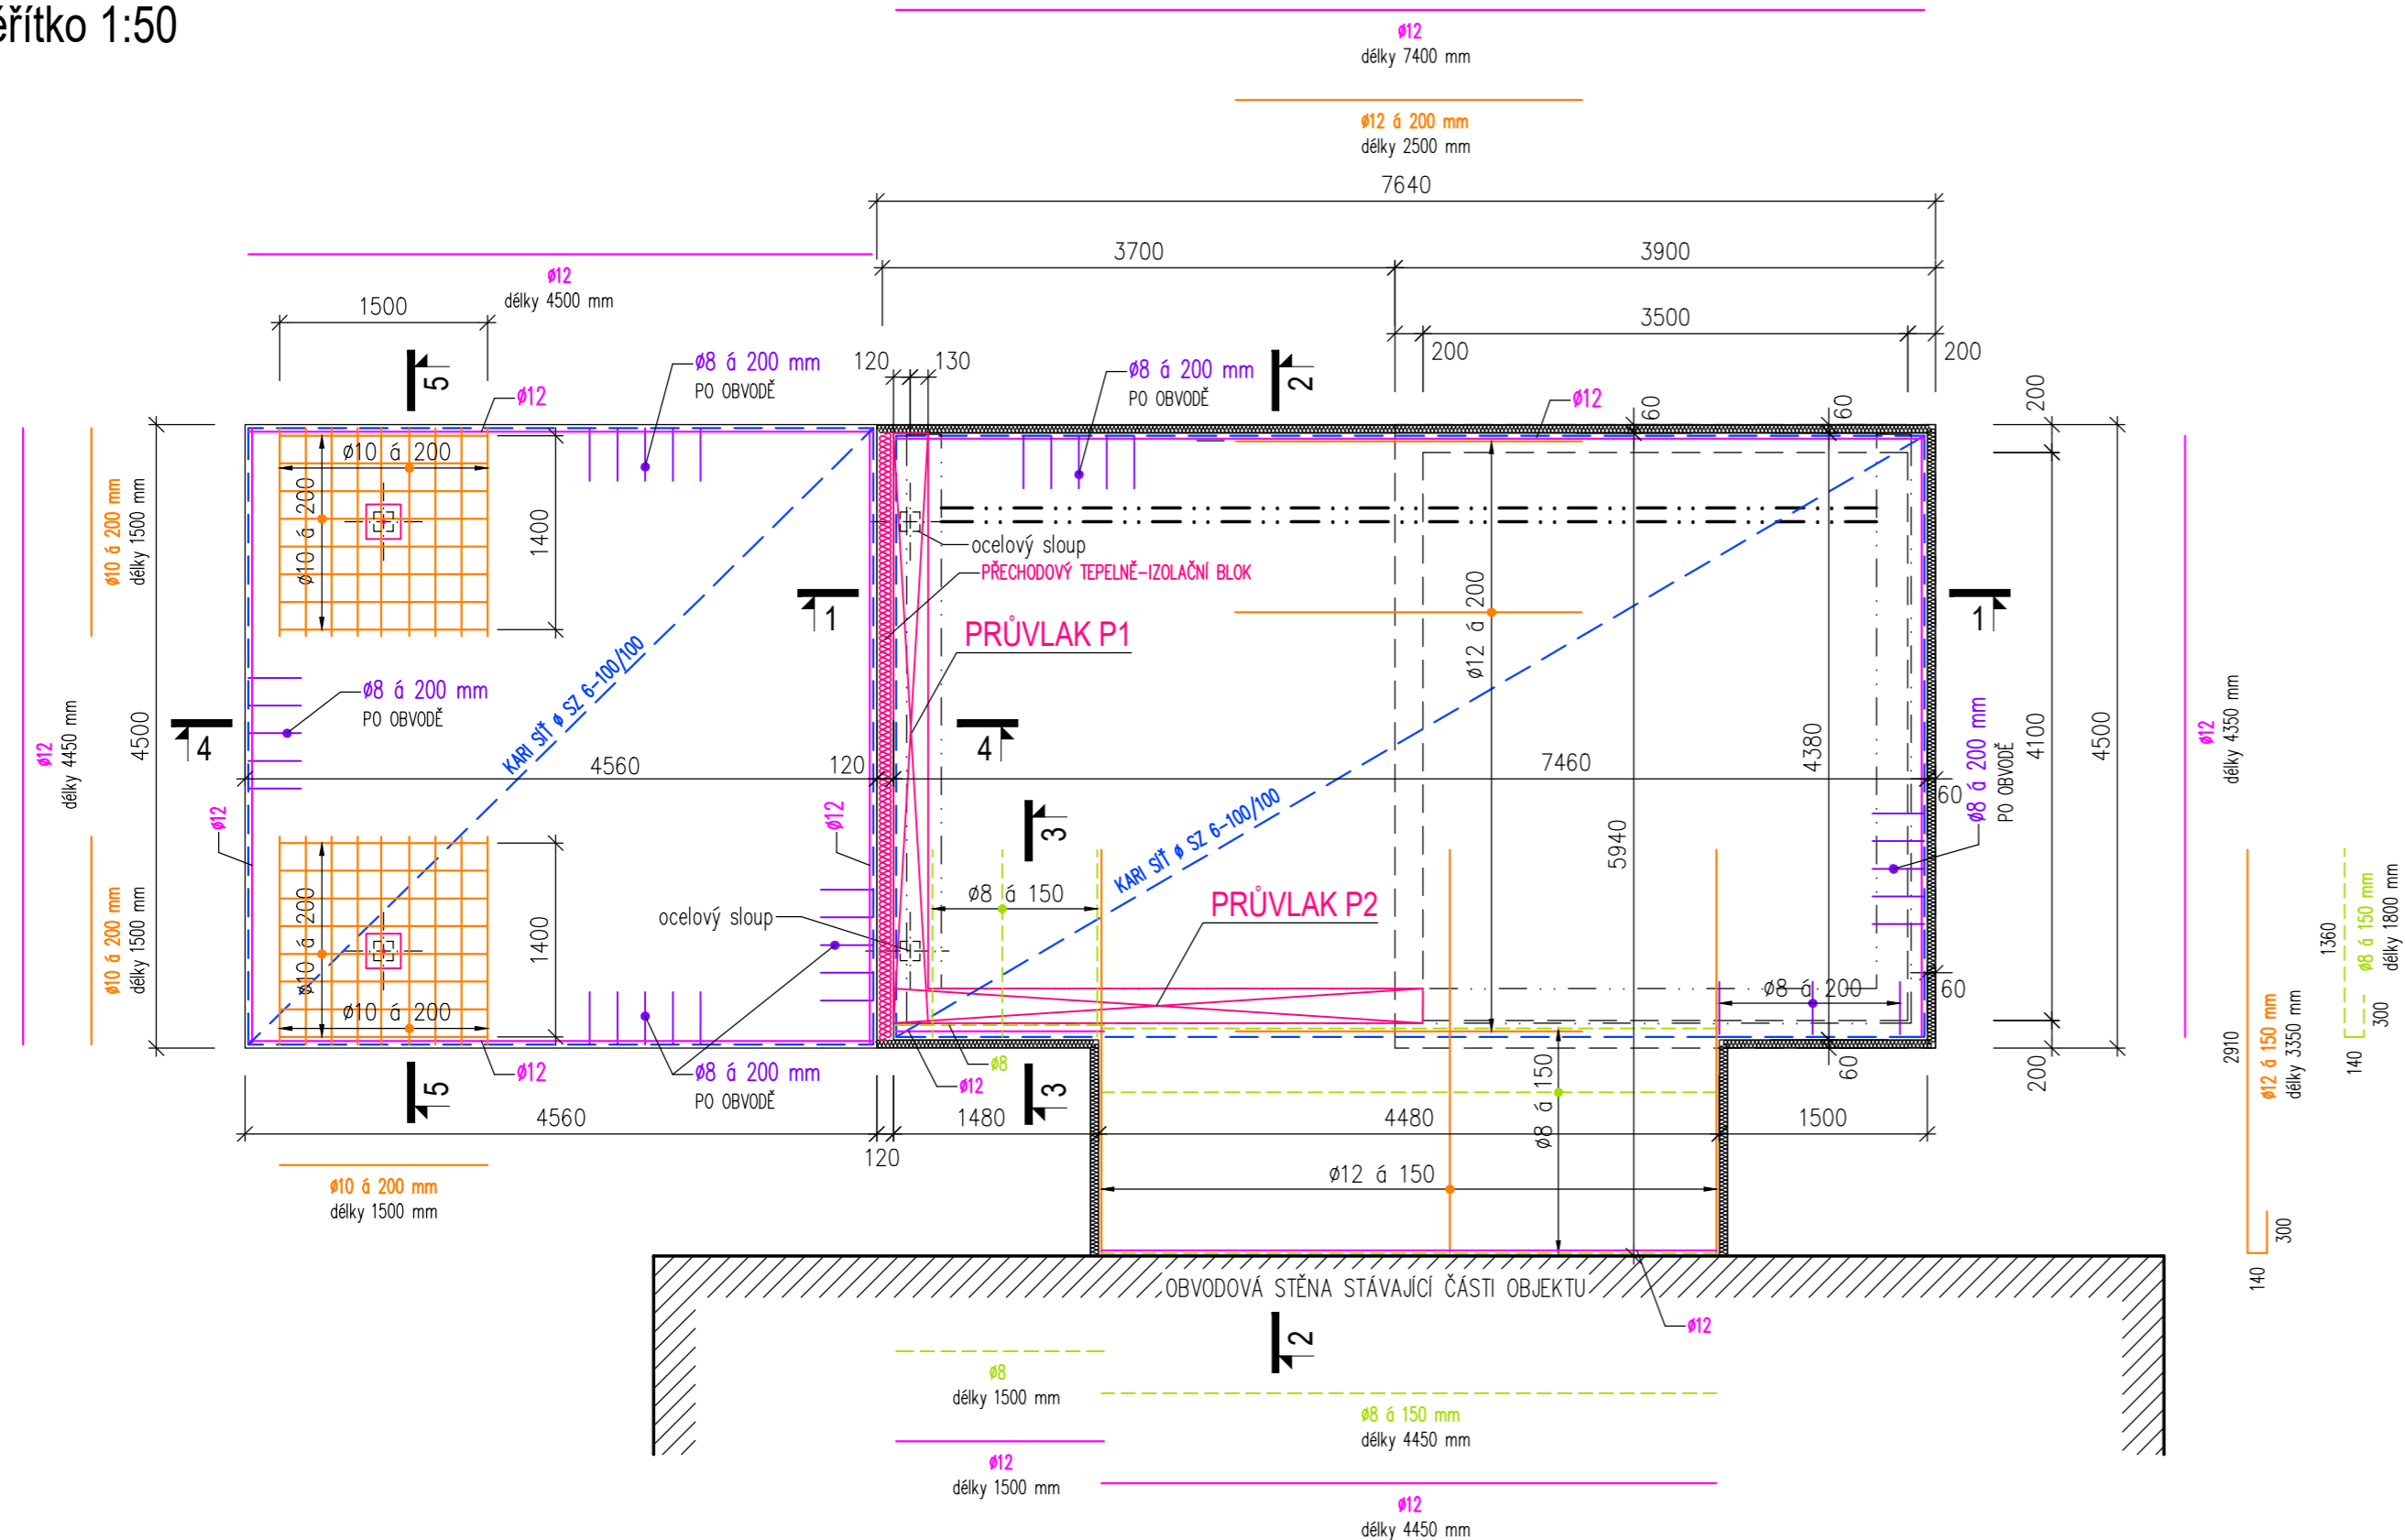 ěřítko 1:50
ø12
délky 7400 mm
ø12 á 200 mm
délky 2500 mm
7640
3700
3900
ø12
délky 4500 mm
1500
3500
200
200
120
130
5
ø8 á 200 mm
PO OBVODĚ
ø8 á 200 mm
PO OBVODĚ
2
ø12
ø12
60
60
200
ø10 á 200
ø10 á 200
1400
ø10 á 200 mm
délky 1500 mm
ocelový sloup
PŘECHODOVÝ TEPELNĚ-IZOLAČNÍ BLOK
1
1
PRŮVLAK P1
ø12 á 200
KARI SÍŤ ø SZ 6-100/100
ø8 á 200 mm
PO OBVODĚ
4
4
ø12
délky 4450 mm
4500
4560
120
7460
4380
4100
4500
60
ø8 á 200 mm
PO OBVODĚ
ø12
délky 4350 mm
ø12
ø12
3
5940
KARI SÍŤ ø SZ 6-100/100
ø8 á 150
PRŮVLAK P2
ocelový sloup
ø10 á 200
ø10 á 200
1400
ø10 á 200 mm
délky 1500 mm
ø8 á 200
60
1360
ø8 á 150 mm
délky 1800 mm
300
140
2910
ø12 á 150 mm
délky 3350 mm
300
140
5
ø12
ø8 á 200 mm
PO OBVODĚ
ø12
ø8
3
ø8 á 150
60
200
4560
120
1480
4480
1500
ø12 á 150
ø10 á 200 mm
délky 1500 mm
OBVODOVÁ STĚNA STÁVAJÍCÍ ČÁSTI OBJEKTU
ø12
2
ø8
délky 1500 mm
ø8 á 150 mm
délky 4450 mm
ø12
délky 1500 mm
ø12
délky 4450 mm